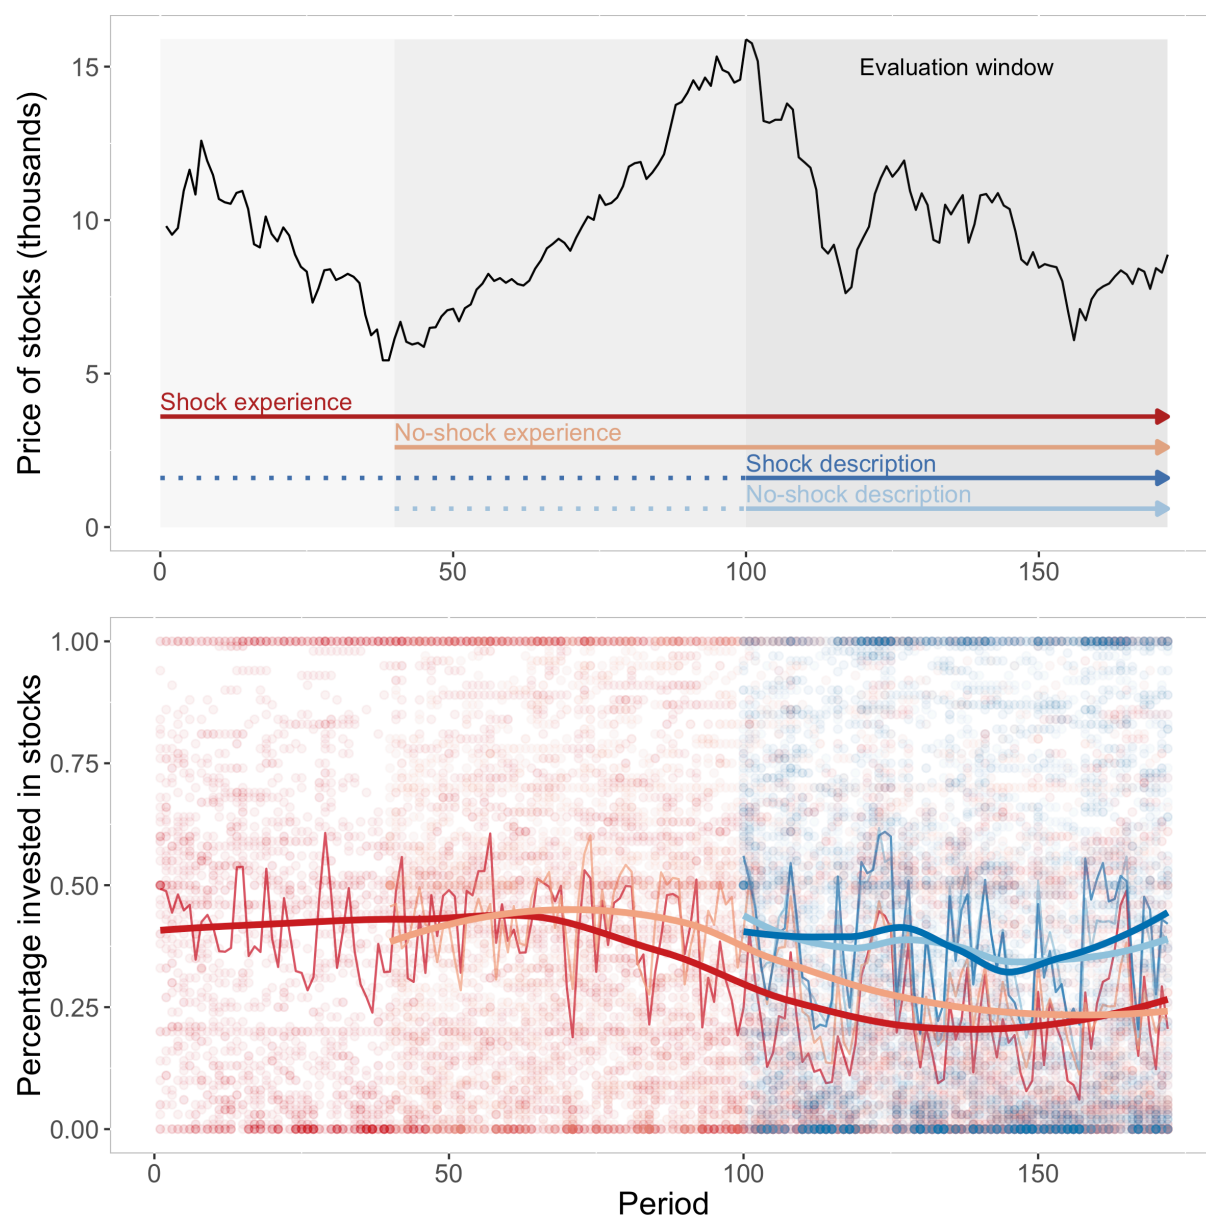 Price of stocks (thousands)
15
10
5
0
Evaluation window
Shock experience
No-shock experience
Shock description
No-shock description
0 50 100 150
Percentage invested in stocks
1.00
0.75
0.50
0.25
0.00
0 50 100 150
Period